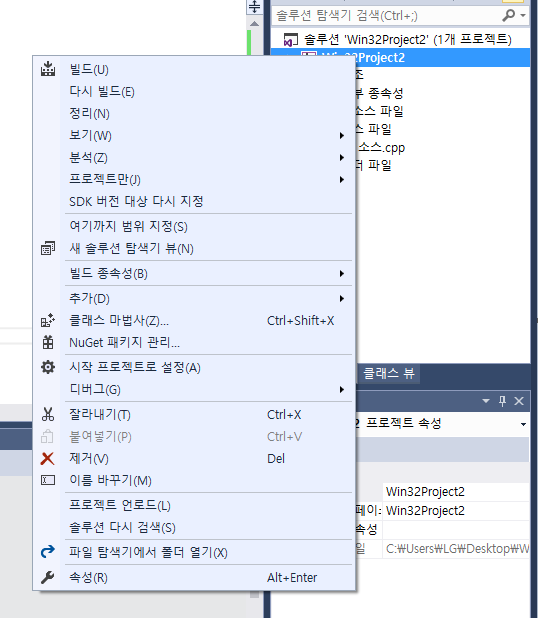 솔루션 탐색기 검색(Ctrl+;)
솔루션 'Win32Project2' (1개 프로젝트)
Win32Project2
조
부 종속성
소스 파일
스 파일
소스.cpp
더 파일
빌드(U)
다시 빌드(E)
정리(N)
보기(W)
분석(Z)
프로젝트만(J)
SDK 버전 대상 다시 지정
여기까지 범위 지정(S)
새 솔루션 탐색기 뷰(N)
빌드 종속성(B)
추가(D)
클래스 마법사(Z)... Ctrl+Shift+X
NuGet 패키지 관리...
시작 프로젝트로 설정(A)
디버그(G)
잘라내기(T) Ctrl+X
붙여넣기(P) Ctrl+V
제거(V) Del
이름 바꾸기(M)
프로젝트 언로드(L)
솔루션 다시 검색(S)
파일 탐색기에서 폴더 열기(X)
속성(R) Alt+Enter
클래스 뷰
2 프로젝트 속성
Win32Project2
페이스 Win32Project2
속성
일 C:₩Users₩LG₩Desktop₩W